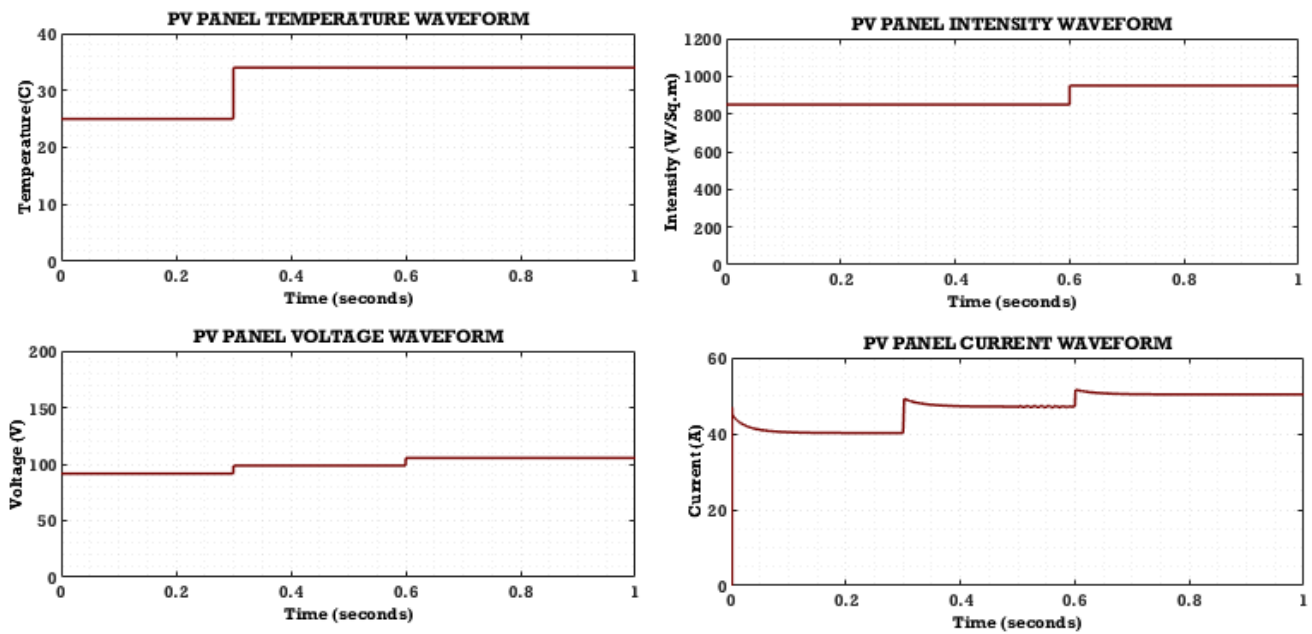 PV PANEL TEMPERATURE WAVEFORM
40
30
20
10
0
Temperature(C)
0 0.2 0.4 0.6 0.8 1
Time (seconds)
PV PANEL INTENSITY WAVEFORM
1200
1000
800
600
400
200
0
Intensity (W/Sq.m)
0 0.2 0.4 0.6 0.8 1
Time (seconds)
PV PANEL VOLTAGE WAVEFORM
200
150
100
50
0
Voltage (V)
0 0.2 0.4 0.6 0.8 1
Time (seconds)
PV PANEL CURRENT WAVEFORM
60
40
20
0
Current (A)
0 0.2 0.4 0.6 0.8 1
Time (seconds)